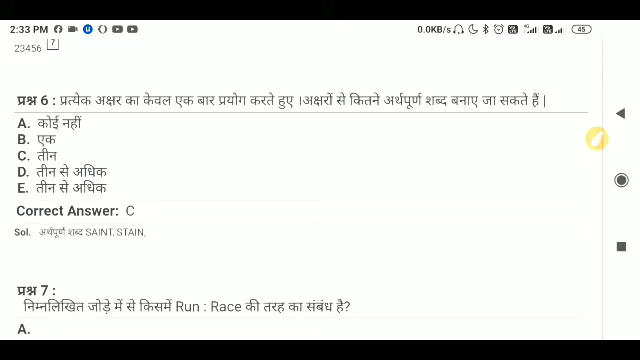 2:33 PM
0.0KB/s
45
23456 7
प्रश्न 6 : प्रत्येक अक्षर का केवल एक बार प्रयोग करते हुए ।अक्षरों से कितने अर्थपूर्ण शब्द बनाए जा सकते हैं |
A. कोई नहीं
B. एक
C. तीन
D. तीन से अधिक
E. तीन से अधिक
Correct Answer: C
Sol. अर्थपूर्ण शब्द SAINT, STAIN,
प्रश्न 7 :
निम्नलिखित जोड़े में से किसमें Run : Race की तरह का संबंध है?
A.